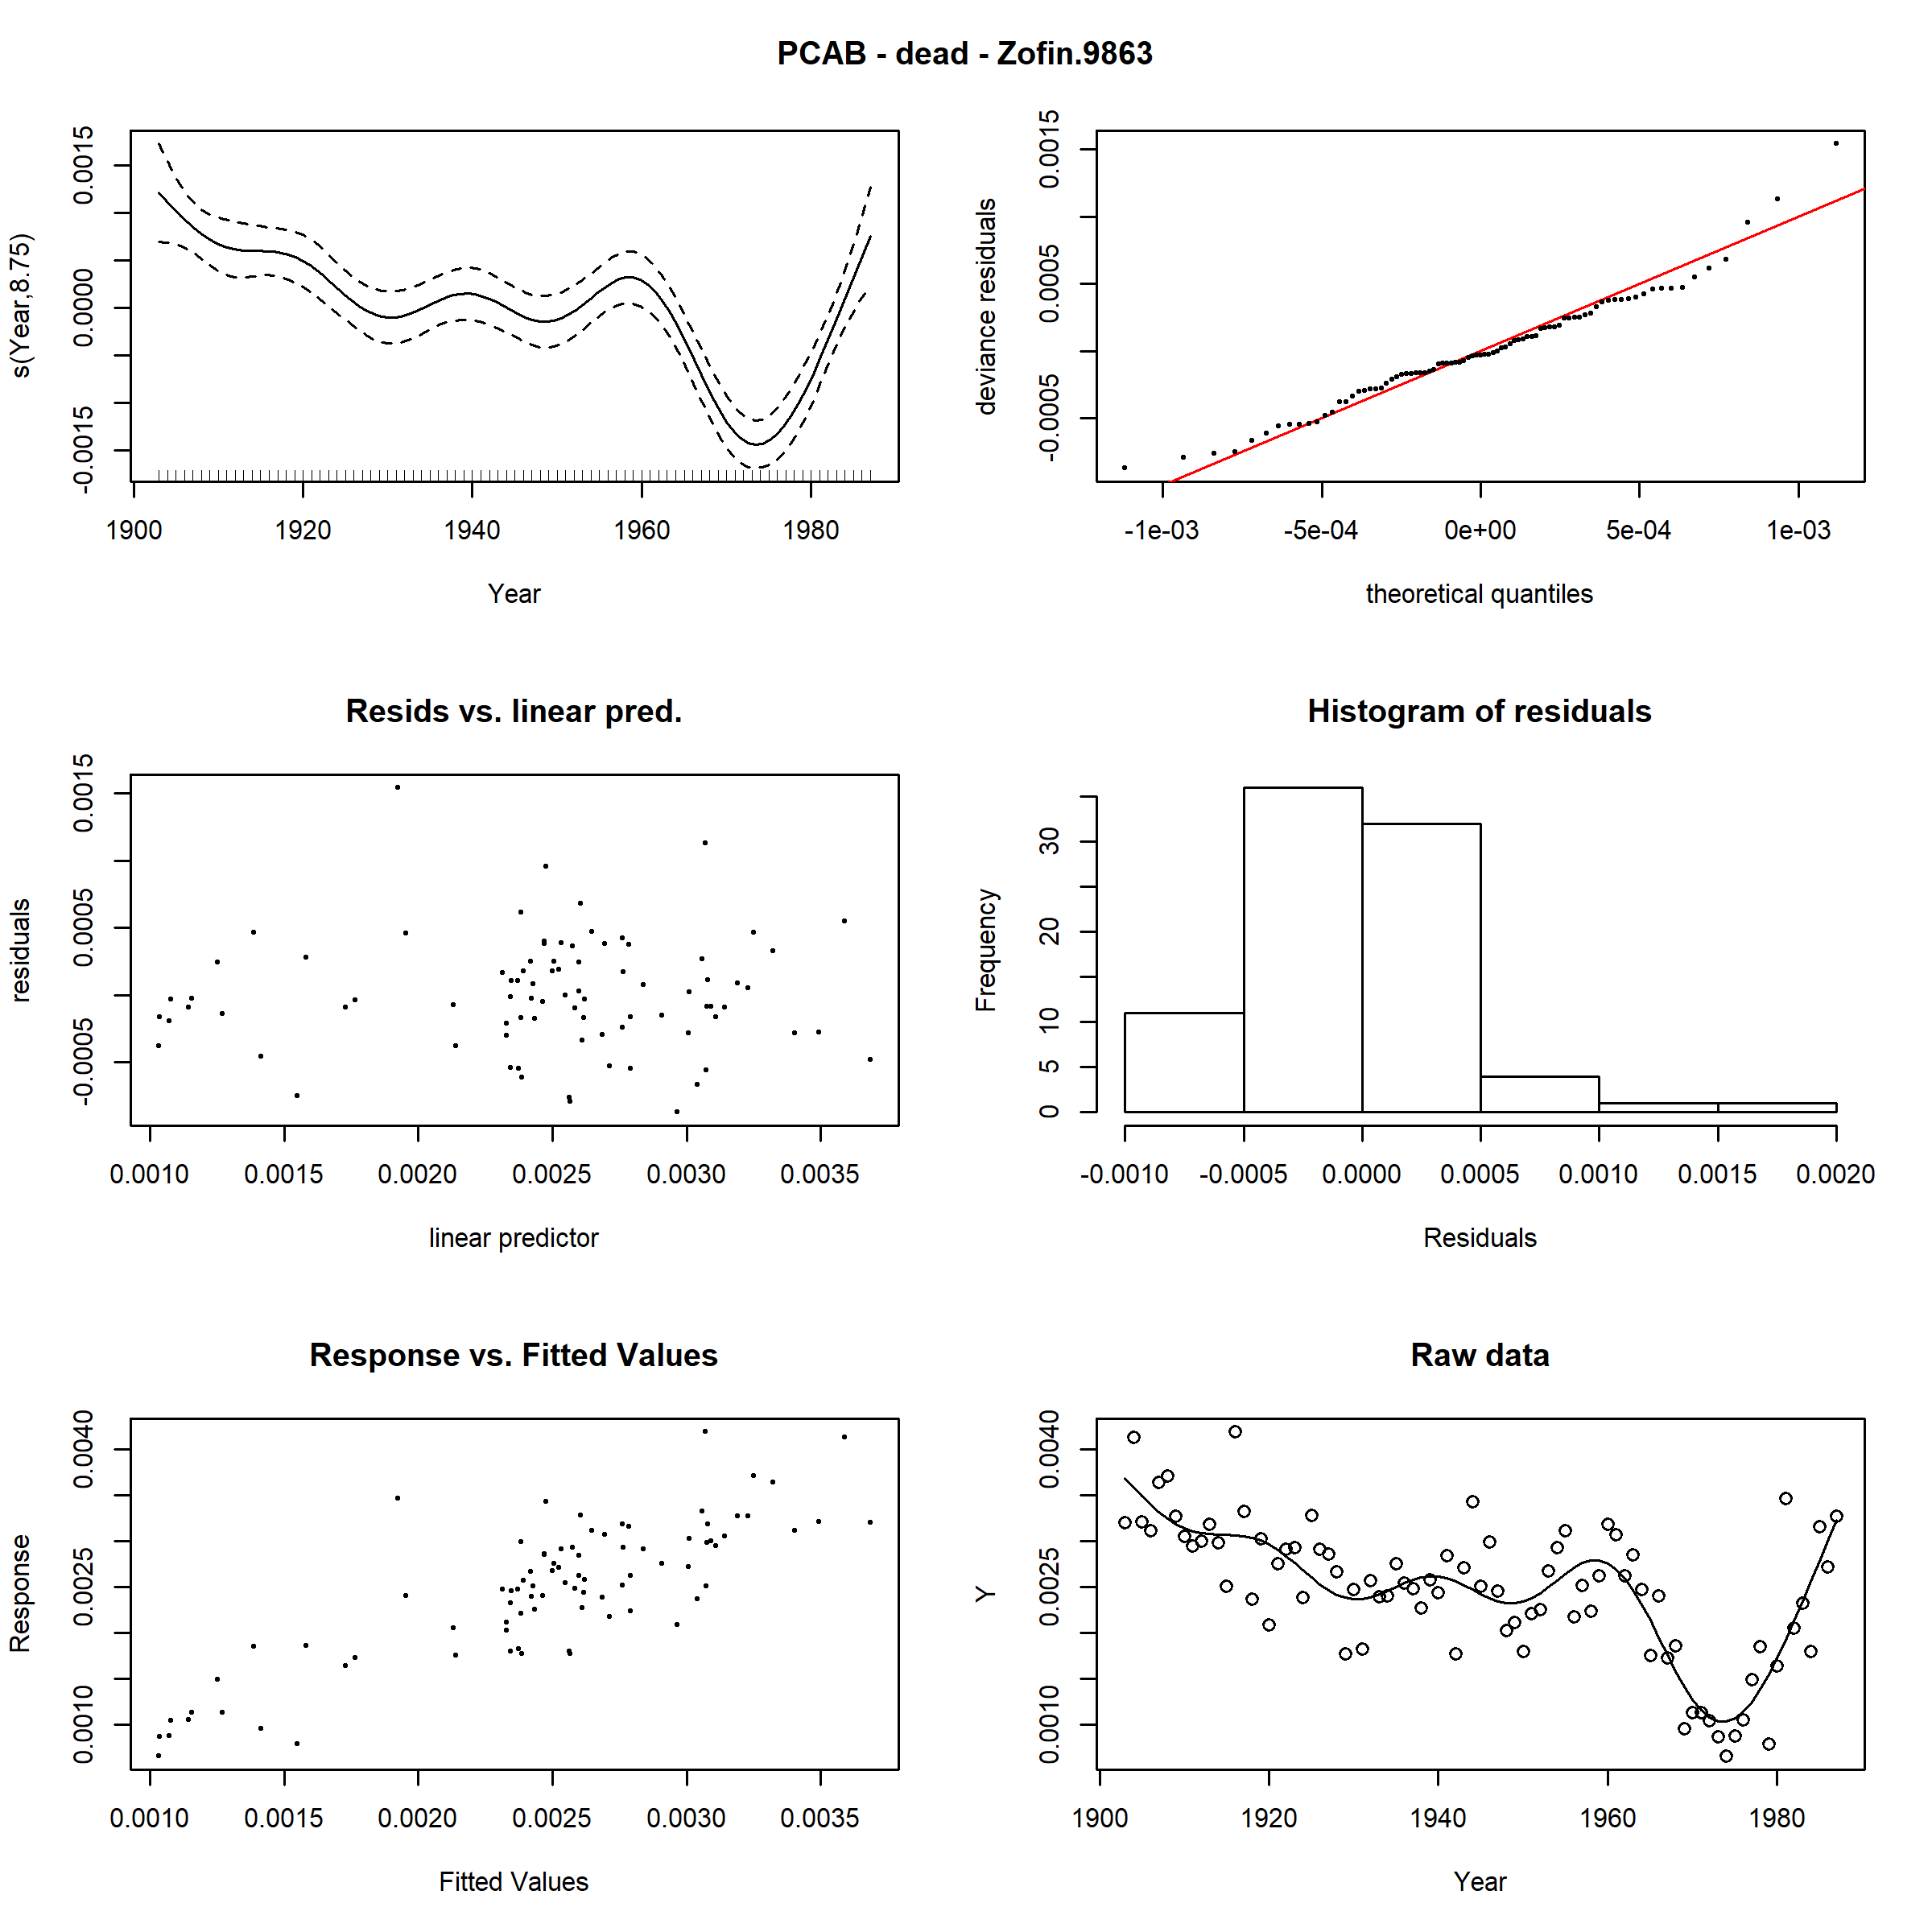 PCAB - dead - Zofin.9863
s(Year,8.75)
-0.0015 0.0000 0.0015
1900 1920 1940 1960 1980
Year
deviance residuals
-0.0005 0.0005 0.0015
-1e-03 -5e-04 0e+00 5e-04 1e-03
theoretical quantiles
Resids vs. linear pred.
residuals
-0.0005 0.0005 0.0015
0.0010 0.0015 0.0020 0.0025 0.0030 0.0035
linear predictor
Histogram of residuals
Frequency
0 5 10 20 30
-0.0010 -0.0005 0.0000 0.0005 0.0010 0.0015 0.0020
Residuals
Response vs. Fitted Values
Response
0.0010 0.0025 0.0040
0.0010 0.0015 0.0020 0.0025 0.0030 0.0035
Fitted Values
Raw data
Y
0.0010 0.0025 0.0040
1900 1920 1940 1960 1980
Year